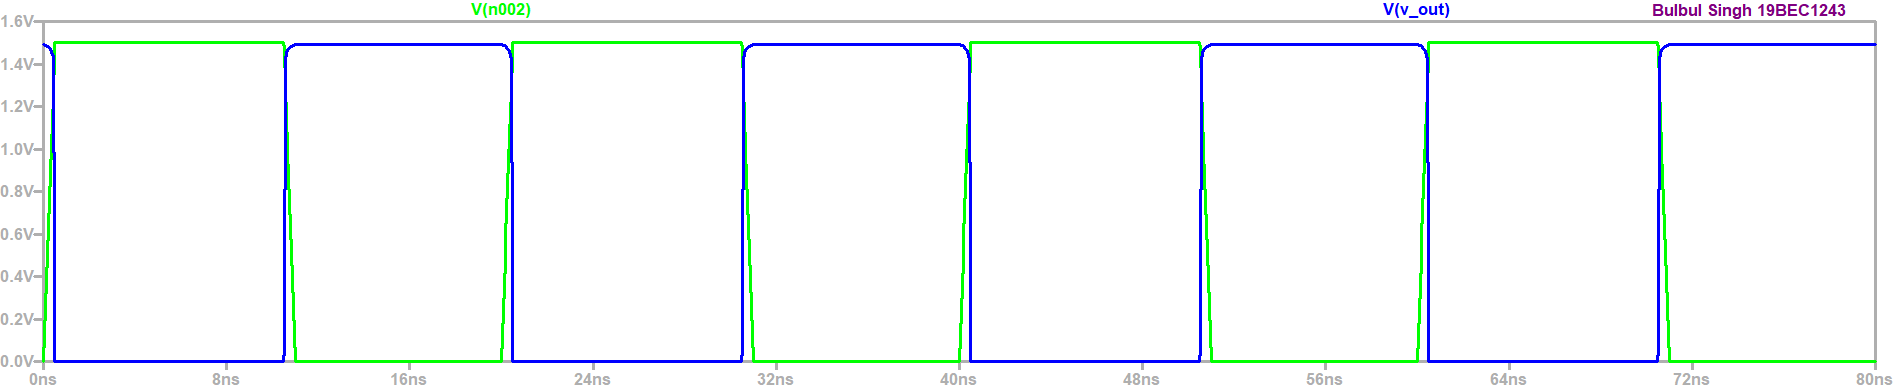 V(n002) V(v_out) Bulbul Singh 19BEC1243
1.6V
1.4V
1.2V
1.0V
0.8V
0.6V
0.4V
0.2V
0.0V
0ns 8ns 16ns 24ns 32ns 40ns 48ns 56ns 64ns 72ns 80ns